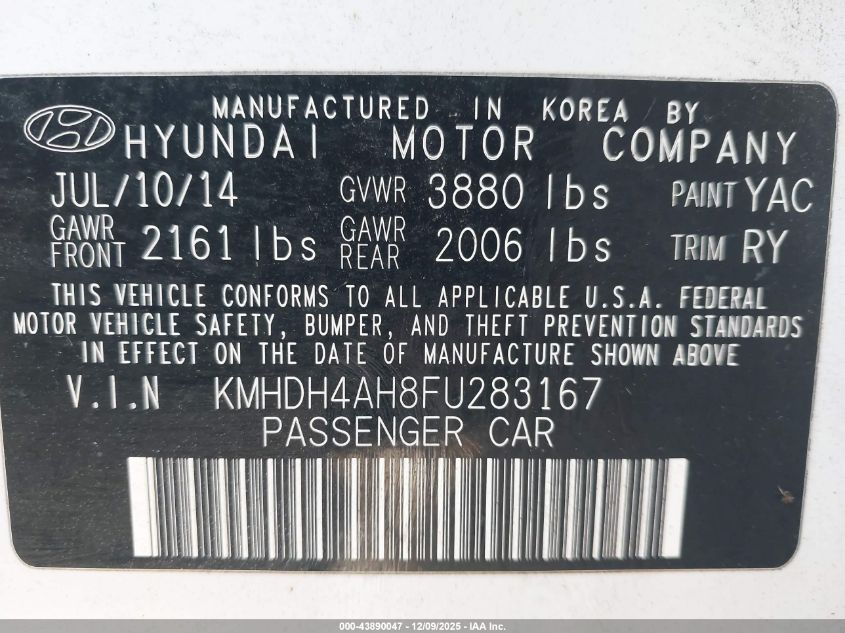 MANUFACTURED IN KOREA BY
HYUNDAI MOTOR COMPANY
JUL/10/14 GVWR 3880 lbs PAINT YAC
GAWR FRONT 2161 lbs GAWR REAR 2006 lbs TRIM RY
THIS VEHICLE CONFORMS TO ALL APPLICABLE U.S.A. FEDERAL
MOTOR VEHICLE SAFETY, BUMPER, AND THEFT PREVENTION STANDARDS
IN EFFECT ON THE DATE OF MANUFACTURE SHOWN ABOVE
V.I.N KMHDH4AH8FU283167
PASSENGER CAR
000-43890047 - 12/09/2025 - IAA Inc.